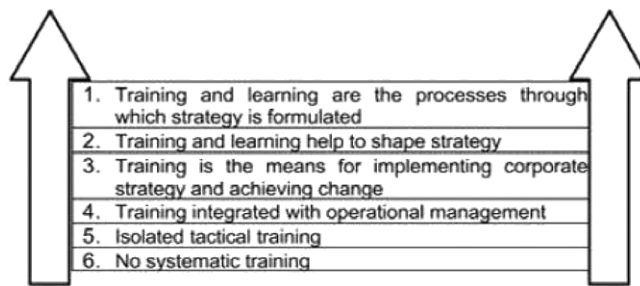 1. Training and learning are the processes through
which strategy is formulated
2. Training and learning help to shape strategy
3. Training is the means for implementing corporate
strategy and achieving change
4. Training integrated with operational management
5. Isolated tactical training
6. No systematic training